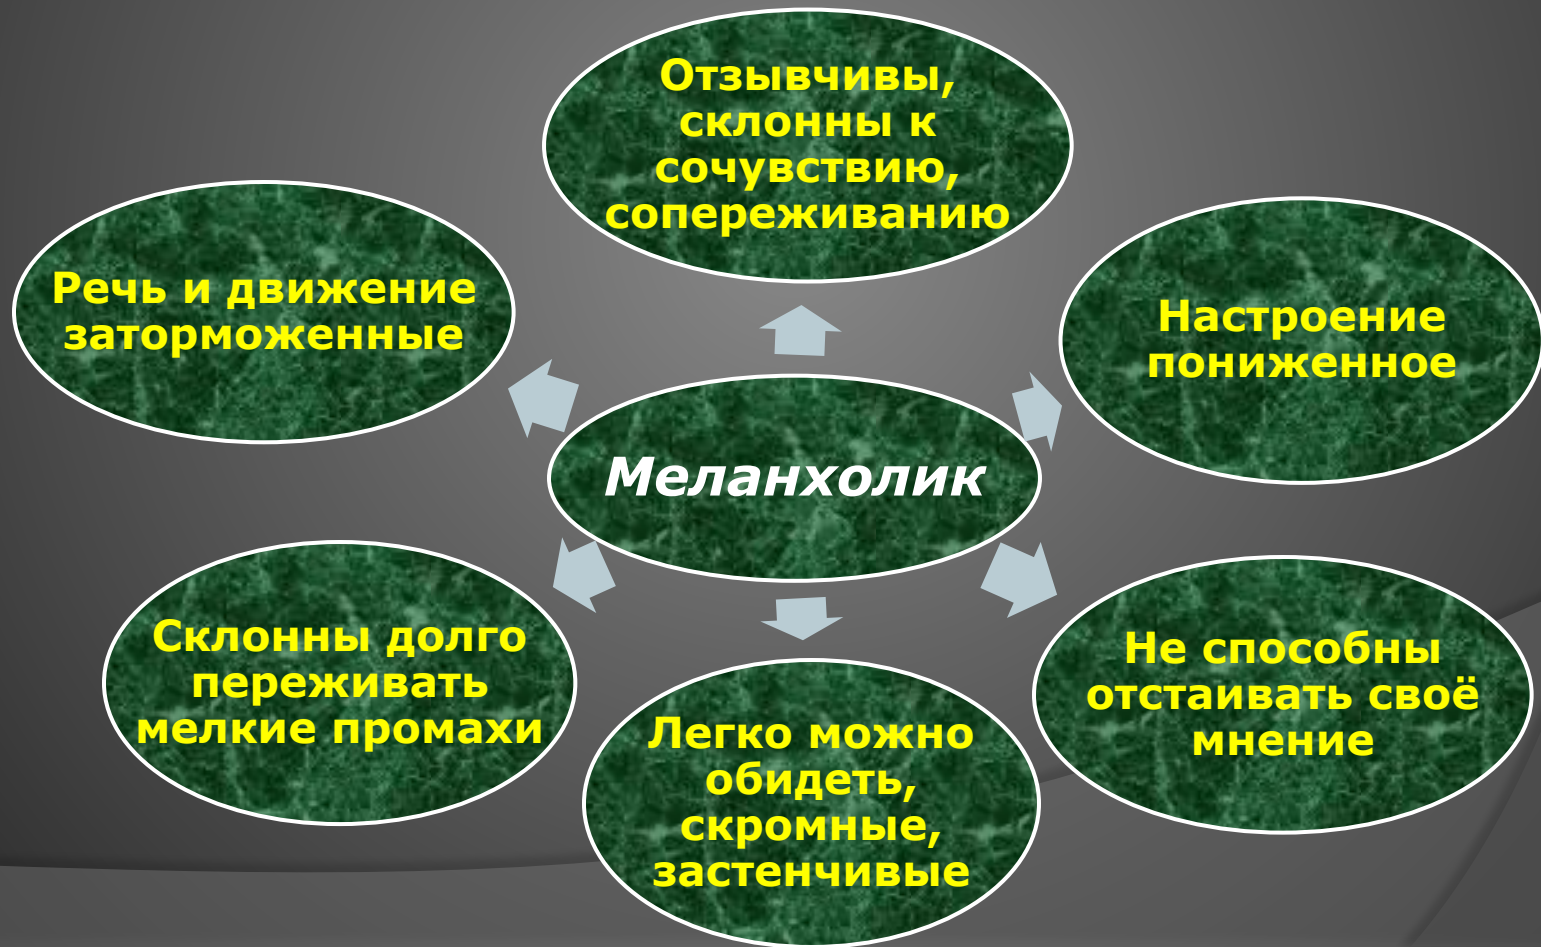 Отзывчивы,
склонны к
сочувствию,
сопереживанию
Речь и движение
заторможенные
Настроение
пониженное
Меланхолик
Склонны долго
переживать
мелкие промахи
Не способны
отстаивать своё
мнение
Легко можно
обидеть,
скромные,
застенчивые